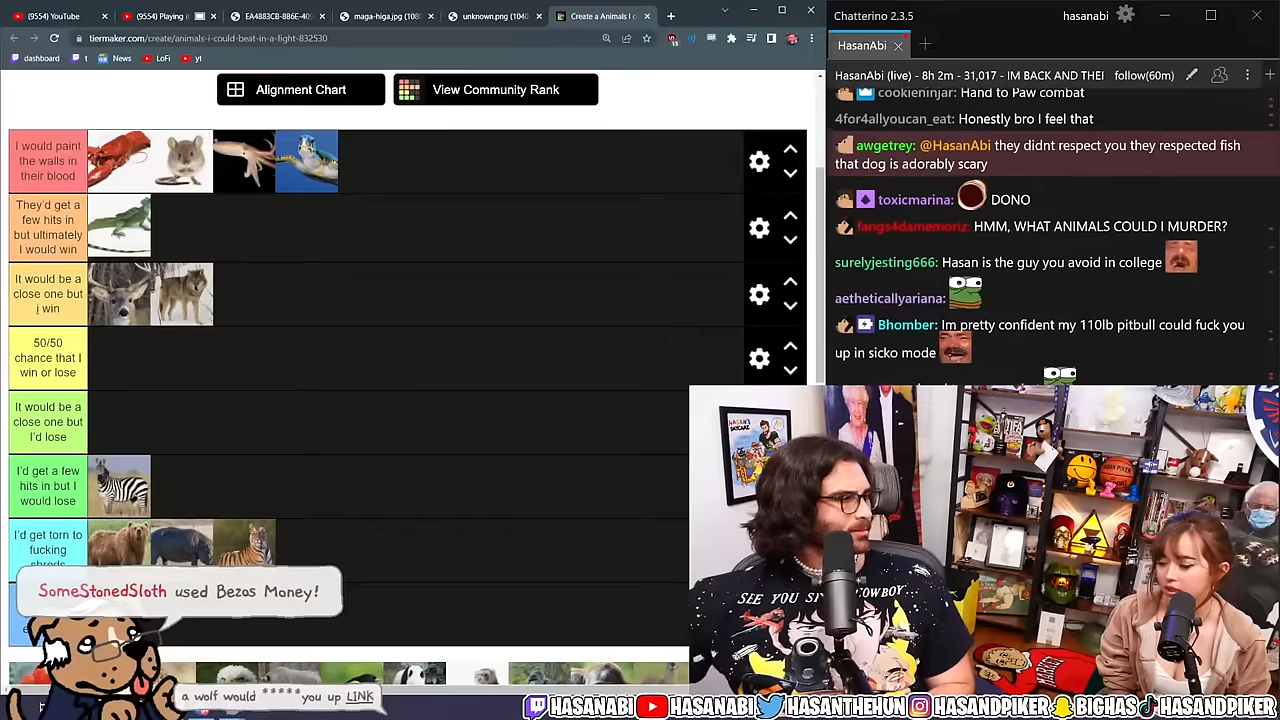 (9554) YouTube
(9554) Playing i
EA4883CB-886E-409
maga-higa.jpg (1080
unknown.png (1040
Create a Animals I c
tiermaker.com/create/animals-i-could-beat-in-a-fight-832530
dashboard
t
News
LoFi
yt
Alignment Chart
View Community Rank
I would paint
the walls in
their blood
They'd get a
few hits in
but ultimately
I would win
It would be a
close one but
i win
50/50
chance that I
win or lose
It would be a
close one but
I'd lose
I'd get a few
hits in but I
would lose
I'd get torn to
fucking
shreds
SomeStonedSloth used Bezos Money!
a wolf would ***** you up LINK
Chatterino 2.3.5
hasanabi
HasanAbi
HasanAbi (live) - 8h 2m - 31,017 - IM BACK AND THE I follow(60m)
cookieninjar: Hand to Paw combat
4for4allyoucan_eat: Honestly bro I feel that
awgetrey: @HasanAbi they didnt respect you they respected fish
that dog is adorably scary
toxicmarina: DONO
fangs4damemoriz: HMM, WHAT ANIMALS COULD I MURDER?
surelyjesting666: Hasan is the guy you avoid in college
aetheticallyariana:
Bhomber: Im pretty confident my 110lb pitbull could fuck you
up in sicko mode
HASAN'S
SEE YOU SP COWBOY
HASANABI HASANABI HASANTHEHUN HASANDPIKER BIGHAS HASANDPIKER